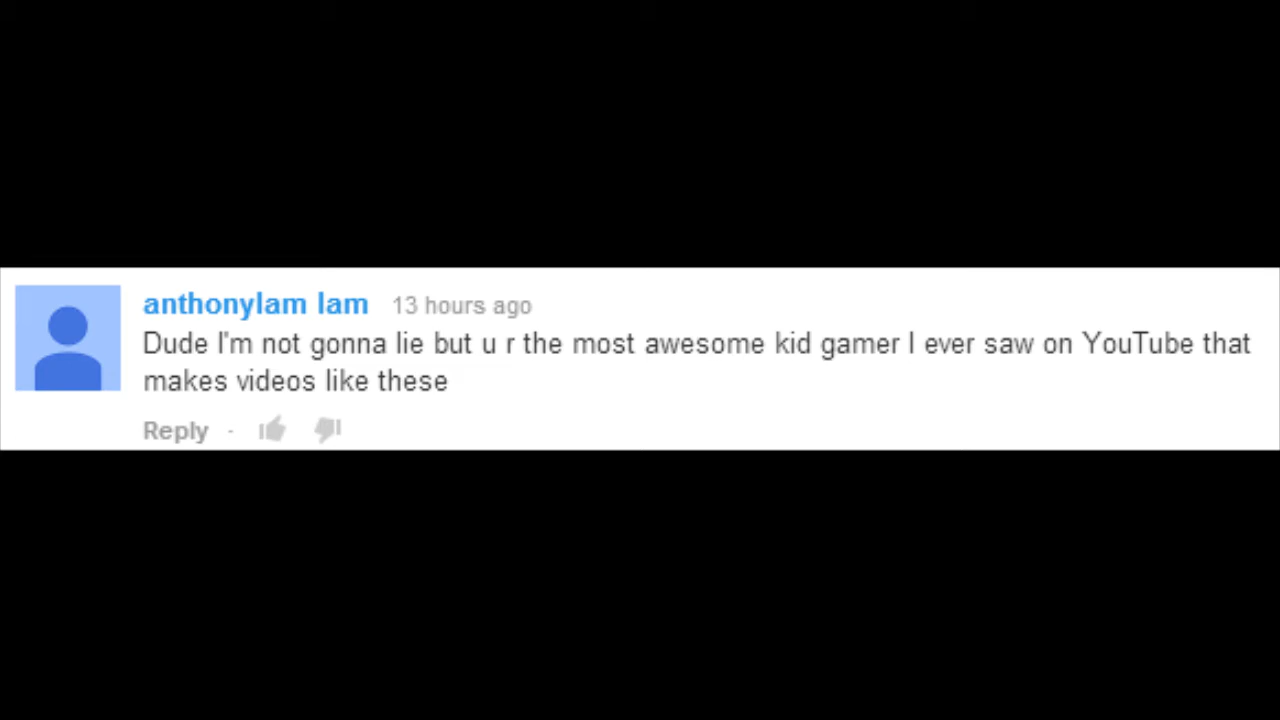 anthonylam lam 13 hours ago
Dude I'm not gonna lie but u r the most awesome kid gamer I ever saw on YouTube that
makes videos like these
Reply ·